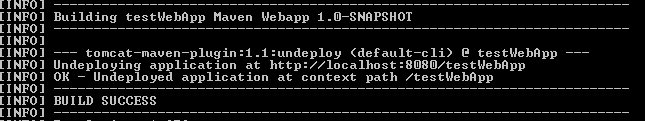 [INFO] ------------------------------------------------------------------------
[INFO] Building testWebApp Maven Webapp 1.0-SNAPSHOT
[INFO] ------------------------------------------------------------------------
[INFO]
[INFO] --- tomcat-maven-plugin:1.1:undeploy (default-cli) @ testWebApp ---
[INFO] Undeploying application at http://localhost:8080/testWebApp
[INFO] OK - Undeployed application at context path /testWebApp
[INFO] ------------------------------------------------------------------------
[INFO] BUILD SUCCESS
[INFO] ------------------------------------------------------------------------